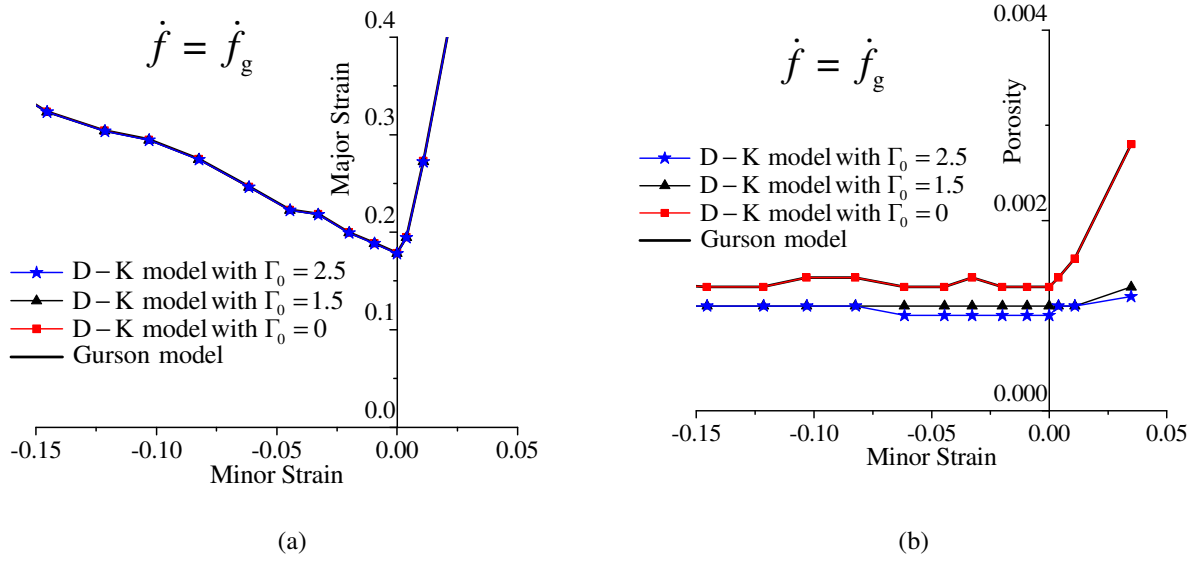 ḟ = ḟg
Major Strain
0.4
0.3
0.2
0.1
0.0
D – K model with Γ0 = 2.5
D – K model with Γ0 = 1.5
D – K model with Γ0 = 0
Gurson model
-0.15 -0.10 -0.05 0.00 0.05
Minor Strain
(a)
ḟ = ḟg
Porosity
0.004
0.002
0.000
D – K model with Γ0 = 2.5
D – K model with Γ0 = 1.5
D – K model with Γ0 = 0
Gurson model
-0.15 -0.10 -0.05 0.00 0.05
Minor Strain
(b)